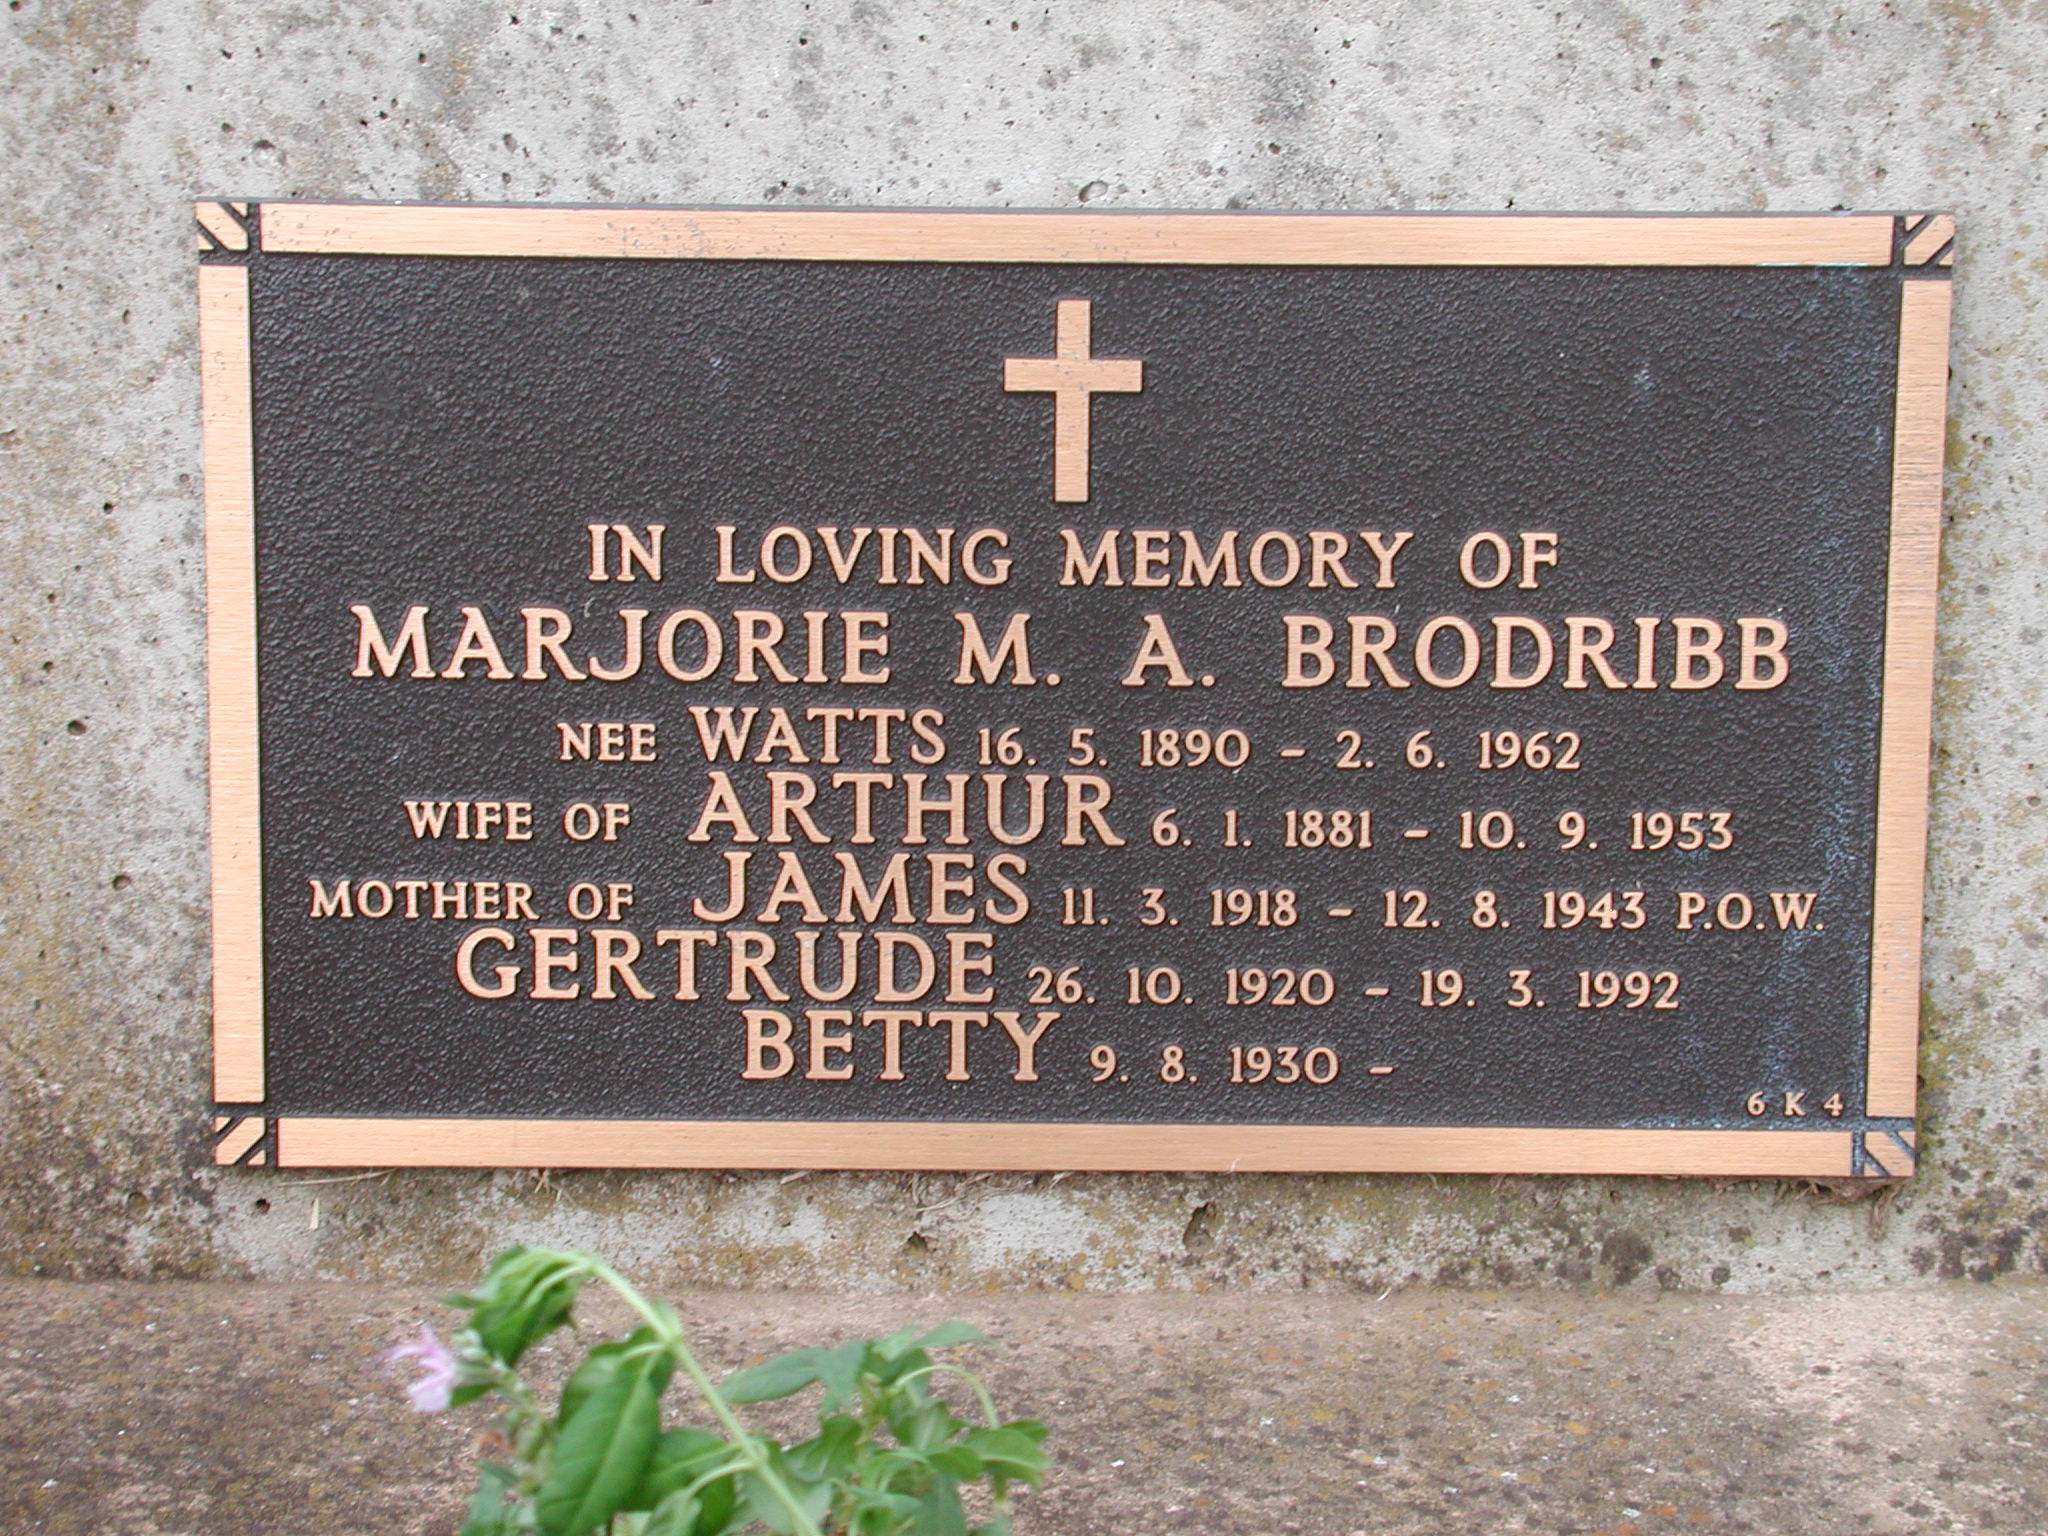 IN LOVING MEMORY OF
MARJORIE M. A. BRODRIBB
NEE WATTS 16. 5. 1890 – 2. 6. 1962
WIFE OF ARTHUR 6. 1. 1881 – 10. 9. 1953
MOTHER OF JAMES 11. 3. 1918 – 12. 8. 1943 P.O.W.
GERTRUDE 26. 10. 1920 – 19. 3. 1992
BETTY 9. 8. 1930 –
6 K 4